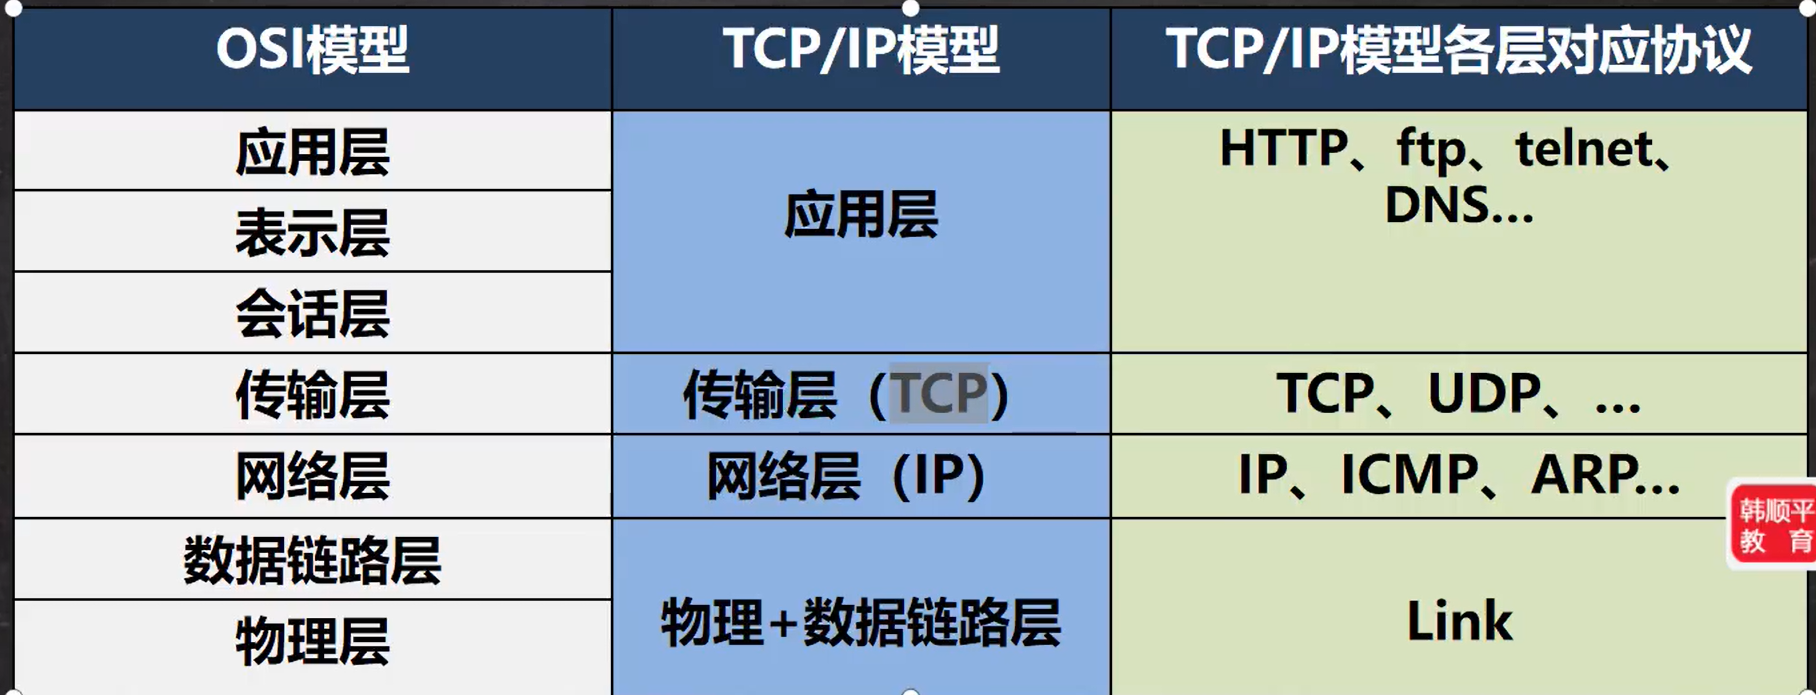 OSI模型
TCP/IP模型
TCP/IP模型各层对应协议
应用层
应用层
HTTP、ftp、telnet、
DNS...
表示层
会话层
传输层
传输层（TCP）
TCP、UDP、...
网络层
网络层（IP）
IP、ICMP、ARP...
数据链路层
物理+数据链路层
Link
物理层
韩顺平
教 育